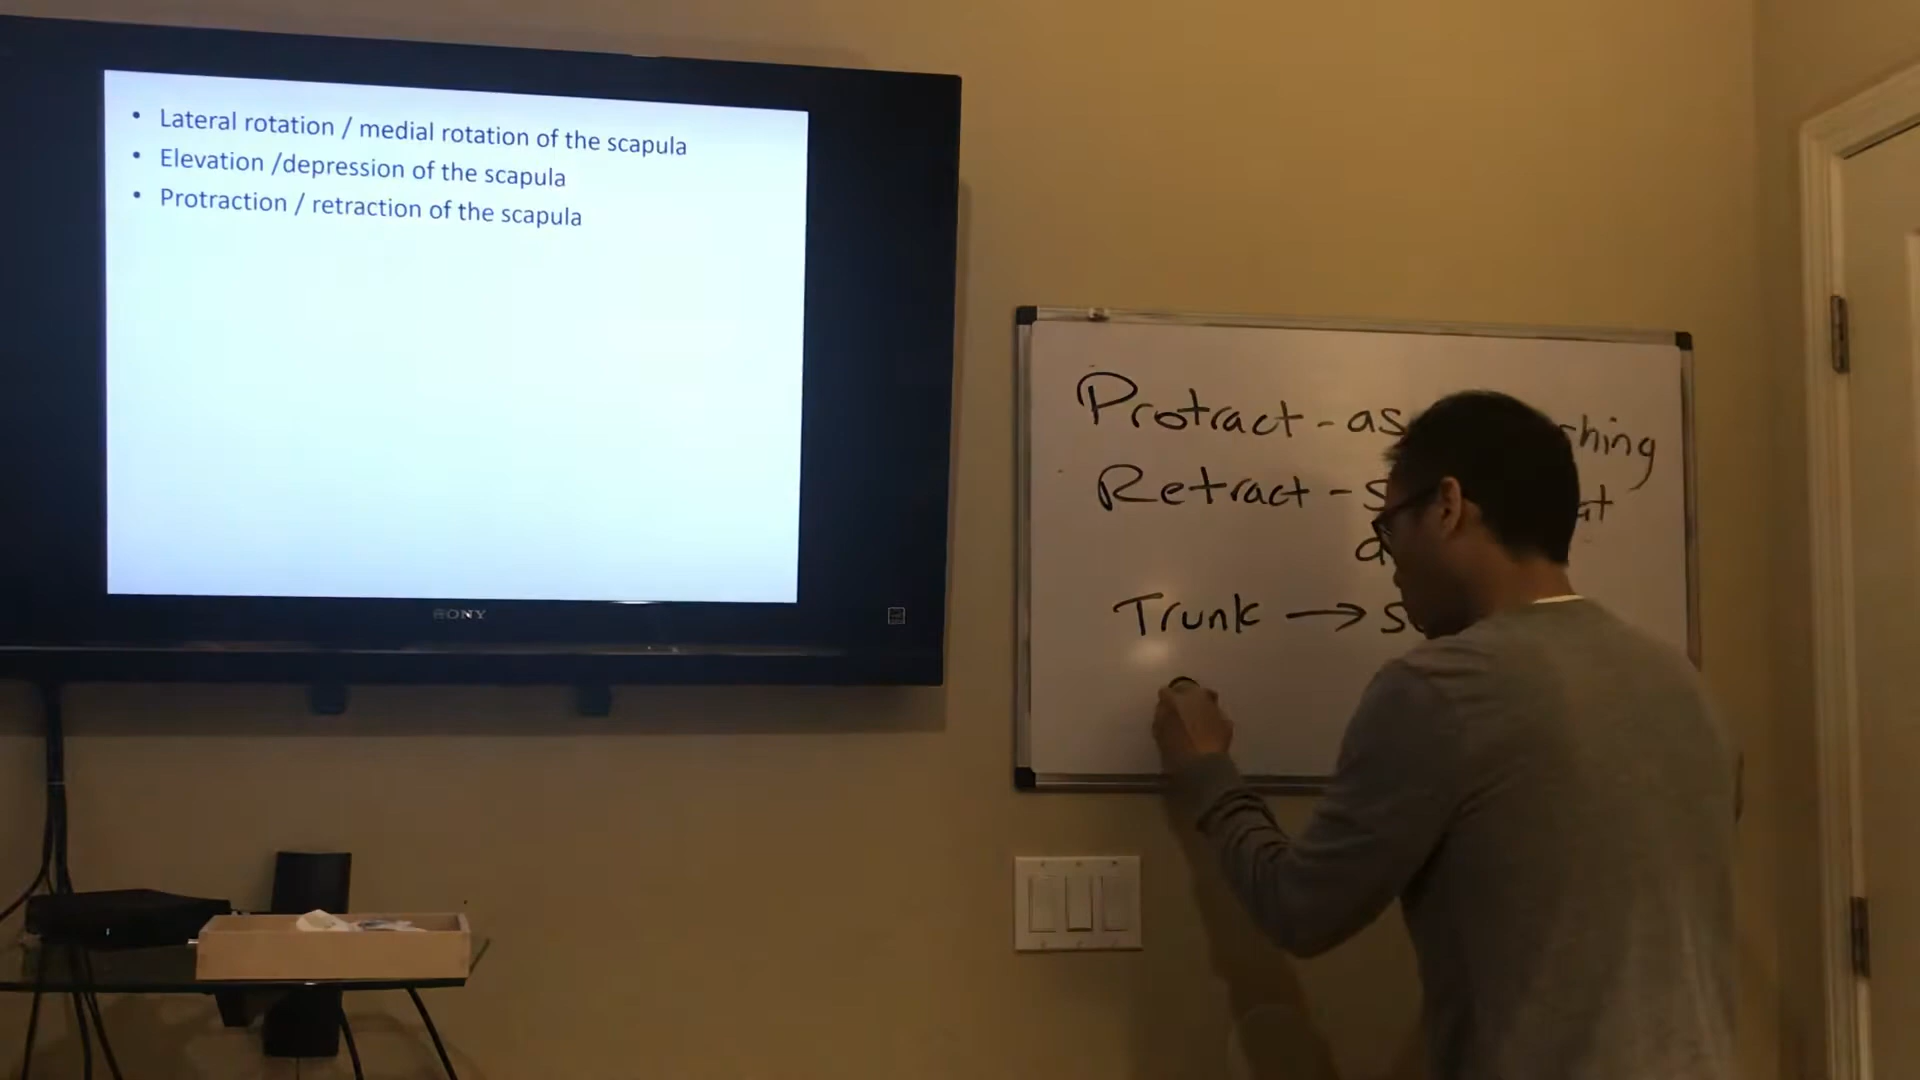 • Lateral rotation / medial rotation of the scapula
• Elevation /depression of the scapula
• Protraction / retraction of the scapula
SONY
Protract - as
Retract - s
Trunk → s